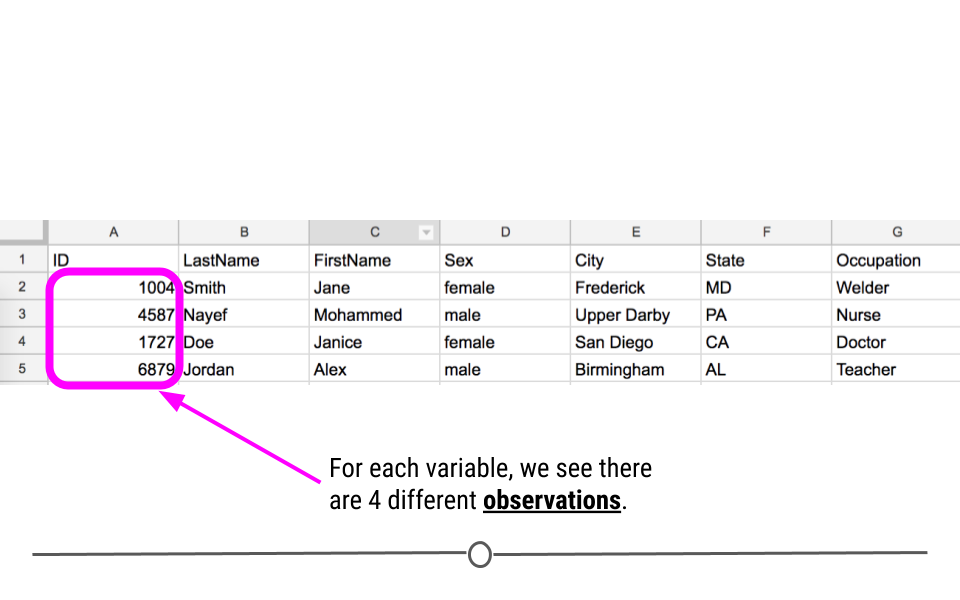 A B C D E F G
1 ID LastName FirstName Sex City State Occupation
2 1004 Smith Jane female Frederick MD Welder
3 4587 Nayef Mohammed male Upper Darby PA Nurse
4 1727 Doe Janice female San Diego CA Doctor
5 6879 Jordan Alex male Birmingham AL Teacher
For each variable, we see there
are 4 different observations.